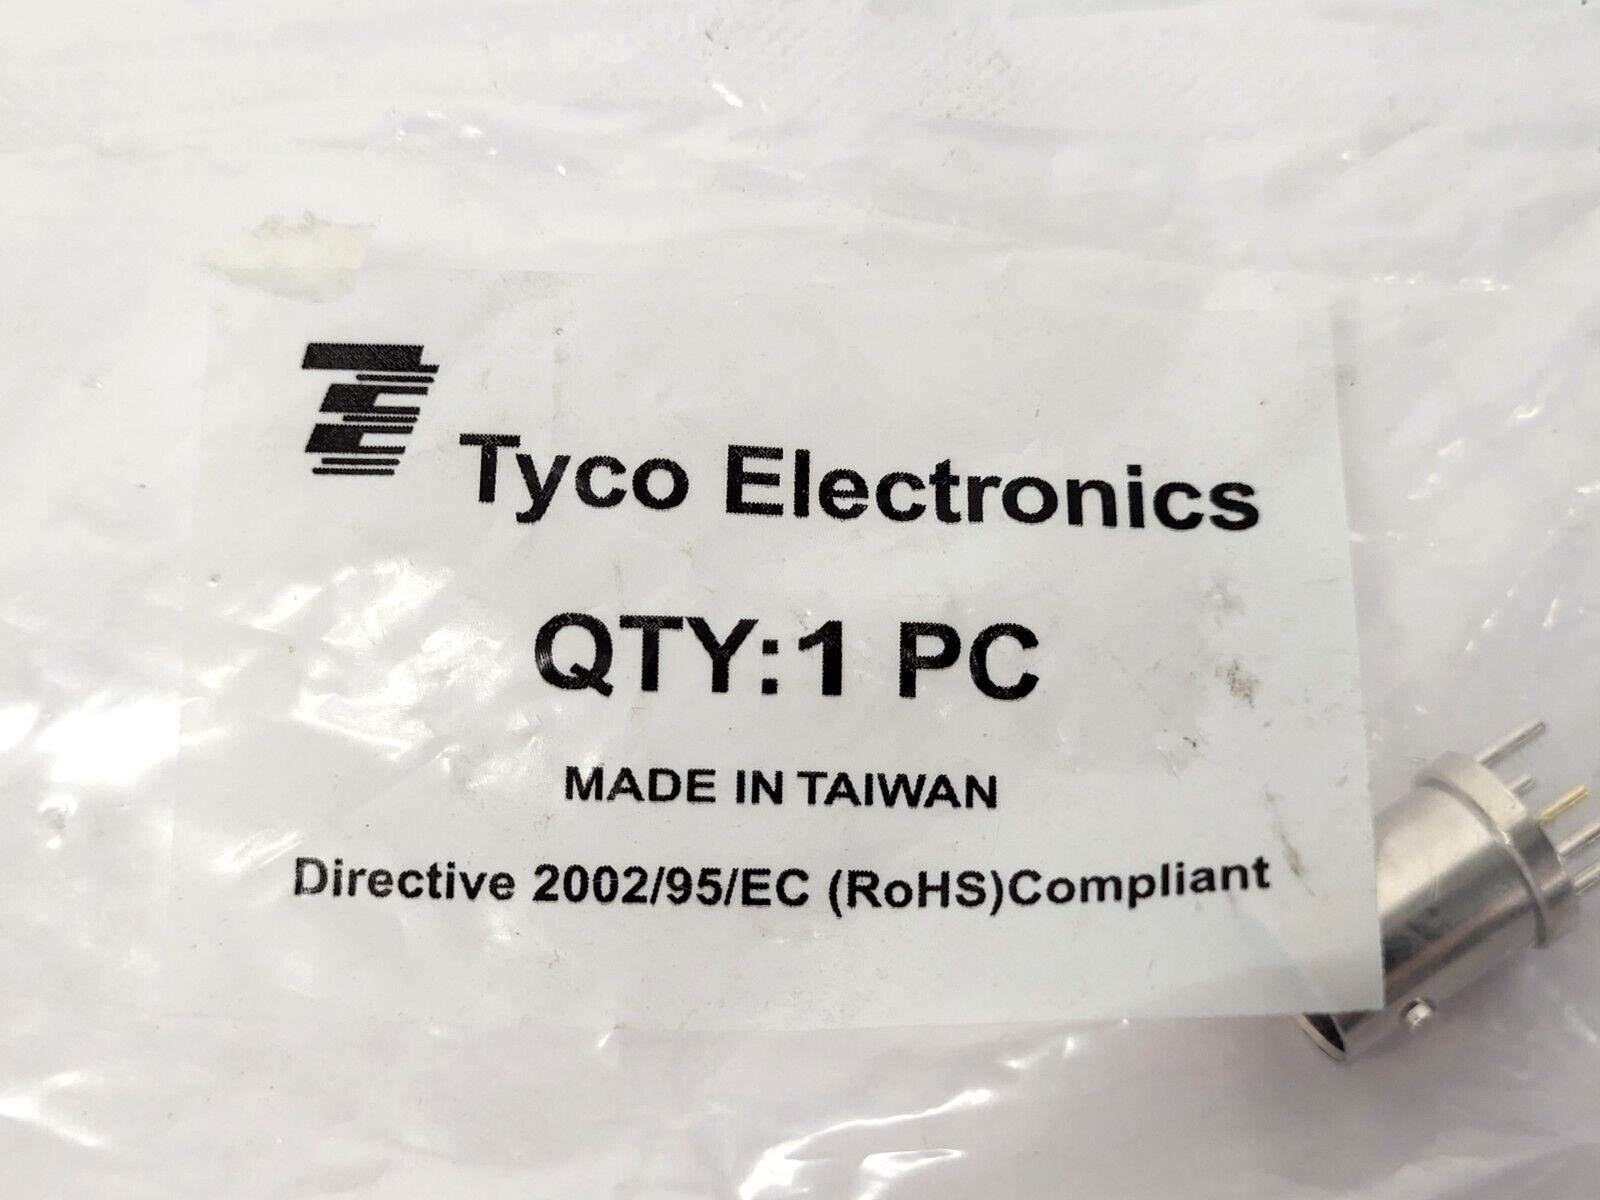 Tyco Electronics
QTY:1 PC
MADE IN TAIWAN
Directive 2002/95/EC (RoHS)Compliant